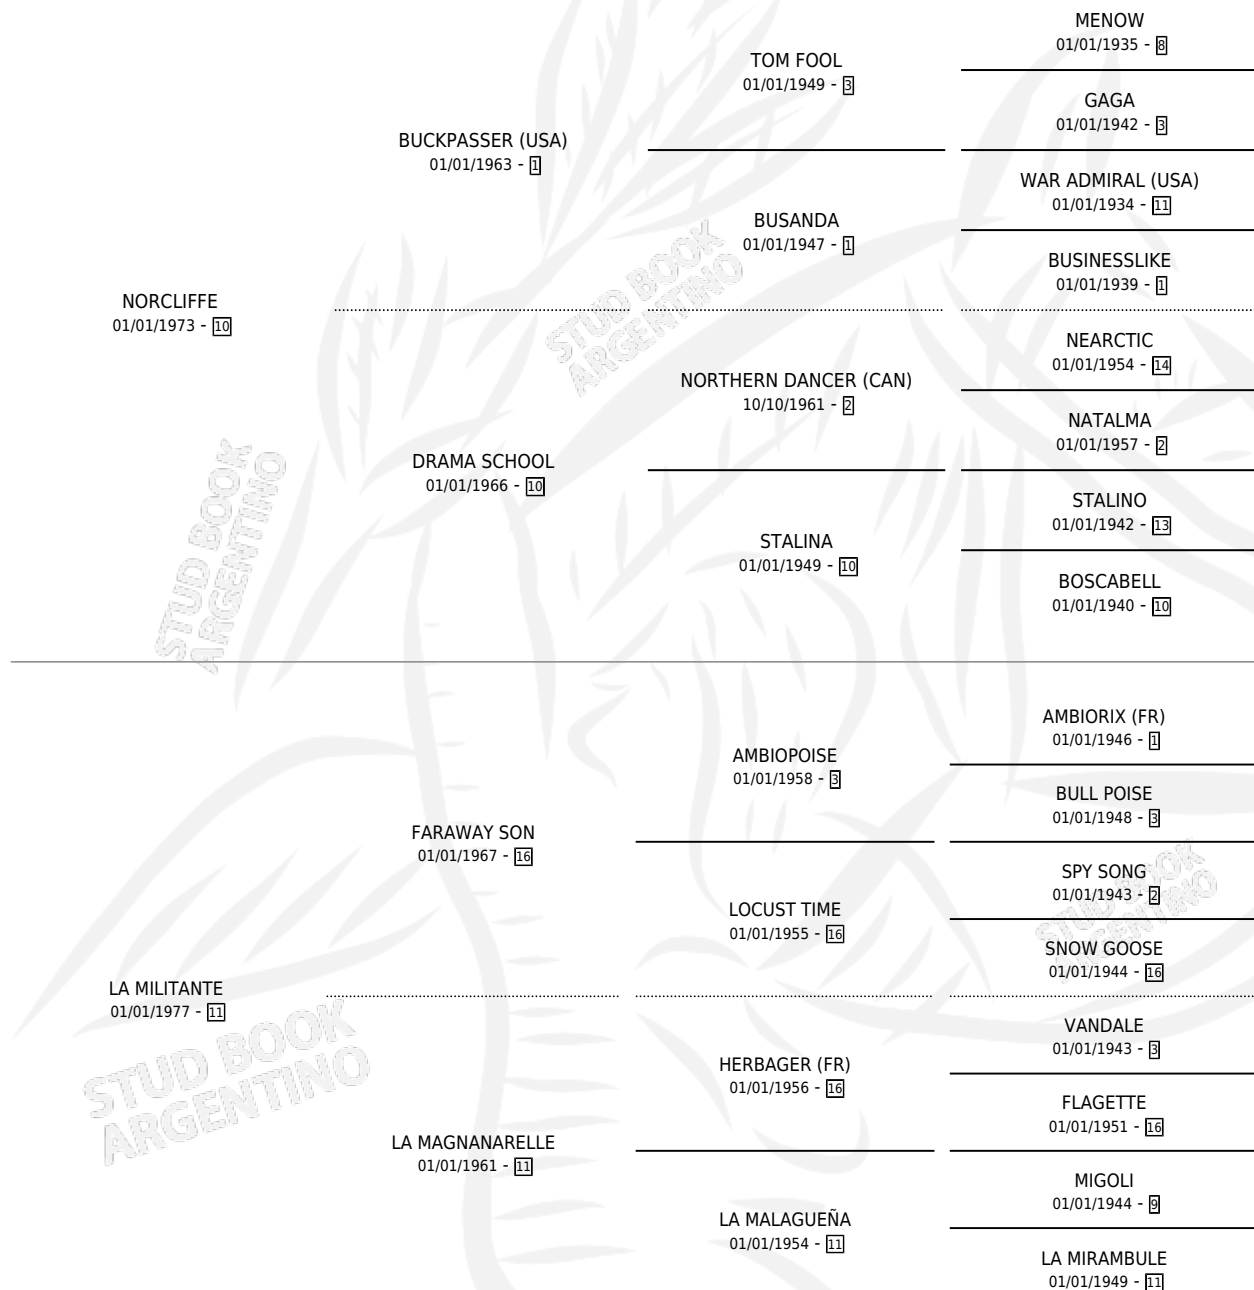 MENOW
01/01/1935 - 8
TOM FOOL
01/01/1949 - 3
GAGA
01/01/1942 - 3
BUCKPASSER (USA)
01/01/1963 - 1
WAR ADMIRAL (USA)
01/01/1934 - 11
BUSANDA
01/01/1947 - 1
BUSINESSLIKE
01/01/1939 - 1
NORCLIFFE
01/01/1973 - 10
NEARCTIC
01/01/1954 - 14
NORTHERN DANCER (CAN)
10/10/1961 - 2
NATALMA
01/01/1957 - 2
DRAMA SCHOOL
01/01/1966 - 10
STALINO
01/01/1942 - 13
STALINA
01/01/1949 - 10
BOSCABELL
01/01/1940 - 10
AMBIORIX (FR)
01/01/1946 - 1
AMBIOPOISE
01/01/1958 - 3
BULL POISE
01/01/1948 - 3
FARAWAY SON
01/01/1967 - 16
SPY SONG
01/01/1943 - 2
LOCUST TIME
01/01/1955 - 16
SNOW GOOSE
01/01/1944 - 16
LA MILITANTE
01/01/1977 - 11
VANDALE
01/01/1943 - 3
HERBAGER (FR)
01/01/1956 - 16
FLAGETTE
01/01/1951 - 16
LA MAGNANARELLE
01/01/1961 - 11
MIGOLI
01/01/1944 - 9
LA MALAGUEÑA
01/01/1954 - 11
LA MIRAMBULE
01/01/1949 - 11
STUD BOOK
ARGENTINO
STUD BOOK
ARGENTINO
STUD BOOK
ARGENTINO
STUD BOOK
ARGENTINO